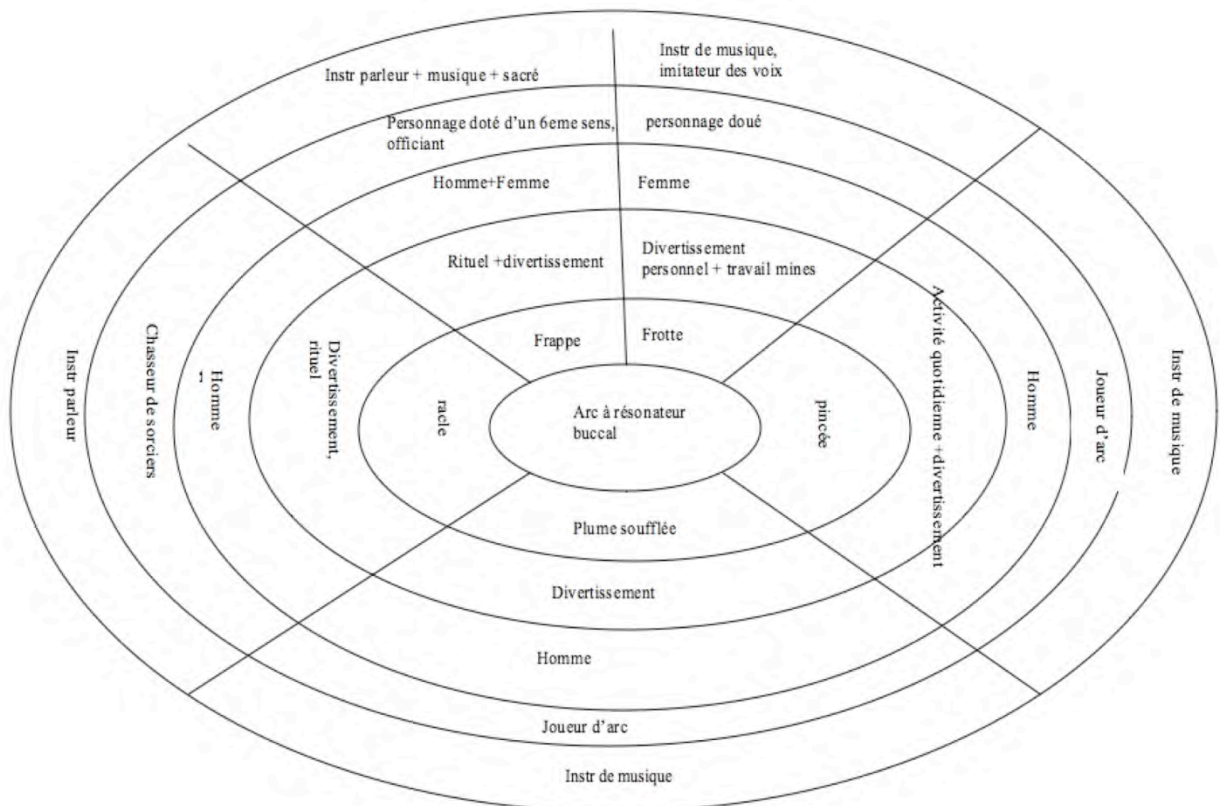 Instr de musique,
imitateur des voix
Instr parleur + musique + sacré
Personnage doté d'un 6eme sens,
officiant
personnage doué
Homme+Femme
Femme
Rituel +divertissement
Divertissement
personnel + travail mines
Frappe
Frotte
Instr parleur
Chasseur de sorciers
Homme
Divertissement,
rituel
racle
Arc à résonateur
buccal
pincée
Activité quotidienne +divertissement
Homme
Joueur d'arc
Instr de musique
Plume soufflée
Divertissement
Homme
Joueur d'arc
Instr de musique